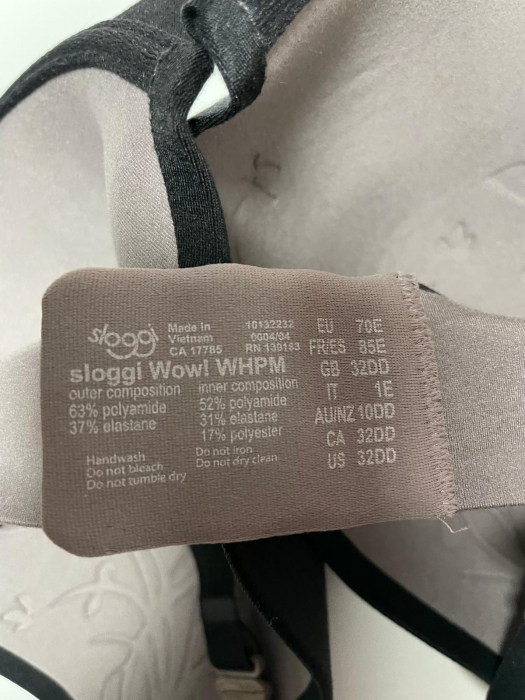 sloggi
Made In
Vietnam
CA 17785
10132232
0004/04
RN 139183
sloggi Wow! WHPM
outer composition
63% polyamide
37% elastane
inner composition
52% polyamide
31% elastane
17% polyester
Handwash
Do not bleach
Do not tumble dry
Do not iron
Do not dry clean
EU 70E
FR/ES 85E
GB 32DD
IT 1E
AU/NZ 10DD
CA 32DD
US 32DD